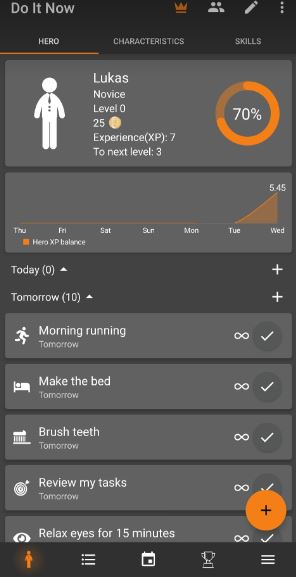 Do It Now
HERO CHARACTERISTICS SKILLS
Lukas
Novice
Level 0
25
Experience(XP): 7
To next level: 3
70%
5.45
Thu Fri Sat Sun Mon Tue Wed
Hero XP balance
Today (0)
Tomorrow (10)
Morning running
Tomorrow
Make the bed
Tomorrow
Brush teeth
Tomorrow
Review my tasks
Tomorrow
Relax eyes for 15 minutes